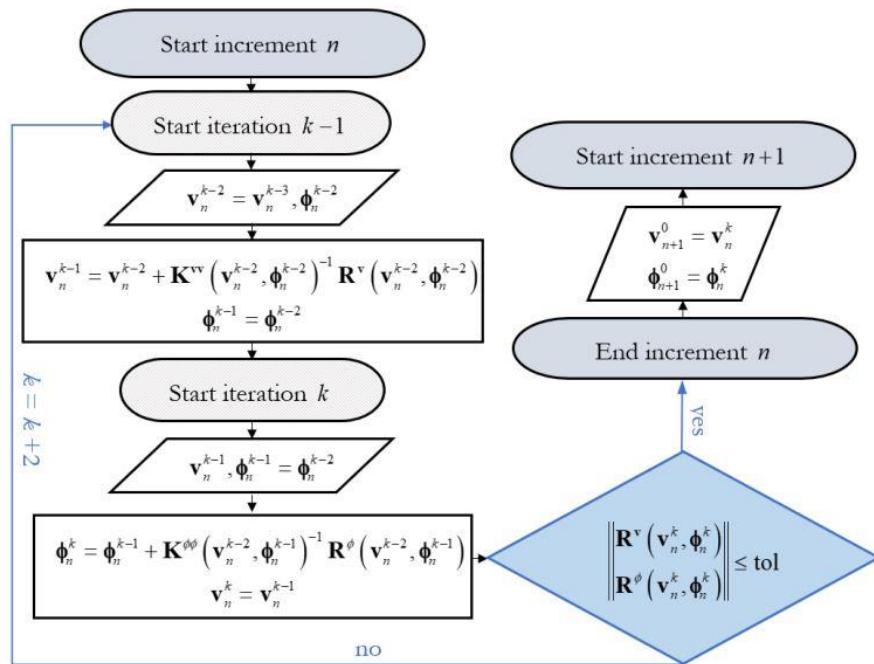 Start increment n
Start iteration k − 1
v_n^{k-2} = v_n^{k-3}, ϕ_n^{k-2}
v_n^{k-1} = v_n^{k-2} + K^{vv} (v_n^{k-2}, ϕ_n^{k-2})^{-1} R^v (v_n^{k-2}, ϕ_n^{k-2})
ϕ_n^{k-1} = ϕ_n^{k-2}
Start iteration k
v_n^{k-1}, ϕ_n^{k-1} = ϕ_n^{k-2}
ϕ_n^k = ϕ_n^{k-1} + K^{ϕϕ} (v_n^{k-2}, ϕ_n^{k-1})^{-1} R^ϕ (v_n^{k-2}, ϕ_n^{k-1})
v_n^k = v_n^{k-1}
k = k + 2
no
‖R^v (v_n^k, ϕ_n^k)
R^ϕ (v_n^k, ϕ_n^k)‖ ≤ tol
yes
End increment n
v_{n+1}^0 = v_n^k
ϕ_{n+1}^0 = ϕ_n^k
Start increment n + 1